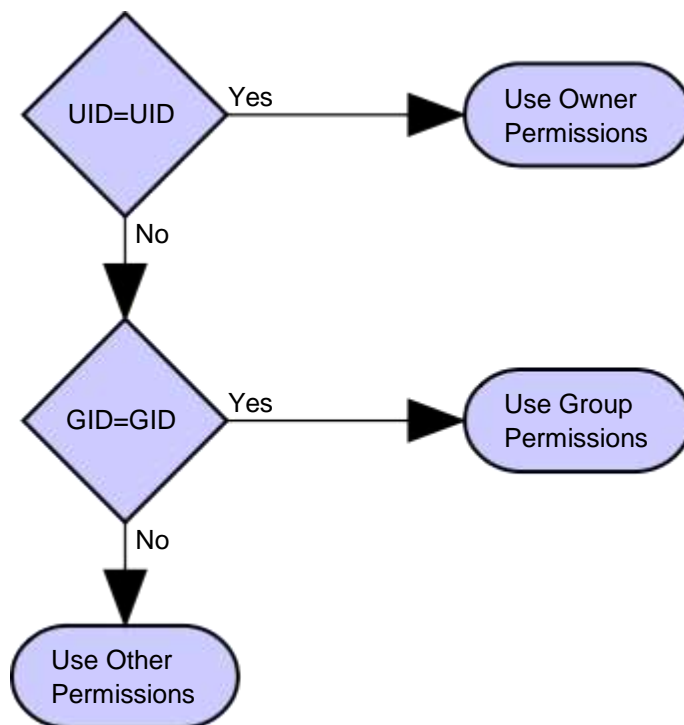 UID=UID
Yes
Use Owner
Permissions
No
GID=GID
Yes
Use Group
Permissions
No
Use Other
Permissions